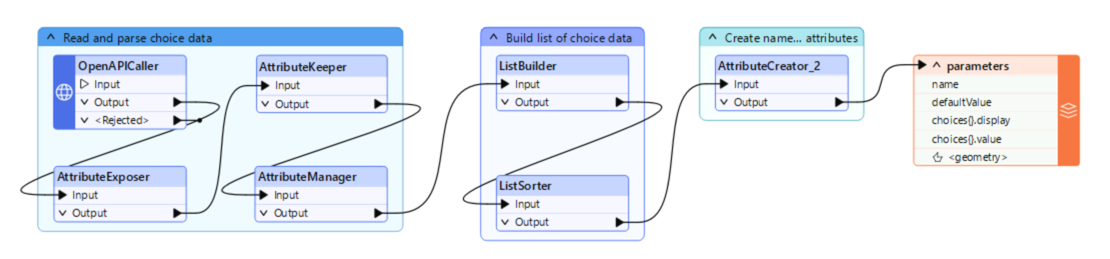 Read and parse choice data
OpenAPICaller
Input
Output
<Rejected>
AttributeExposer
Input
Output
AttributeKeeper
Input
Output
AttributeManager
Input
Output
Build list of choice data
ListBuilder
Input
Output
ListSorter
Input
Output
Create name... attributes
AttributeCreator_2
Input
Output
parameters
name
defaultValue
choices{}.display
choices{}.value
<geometry>